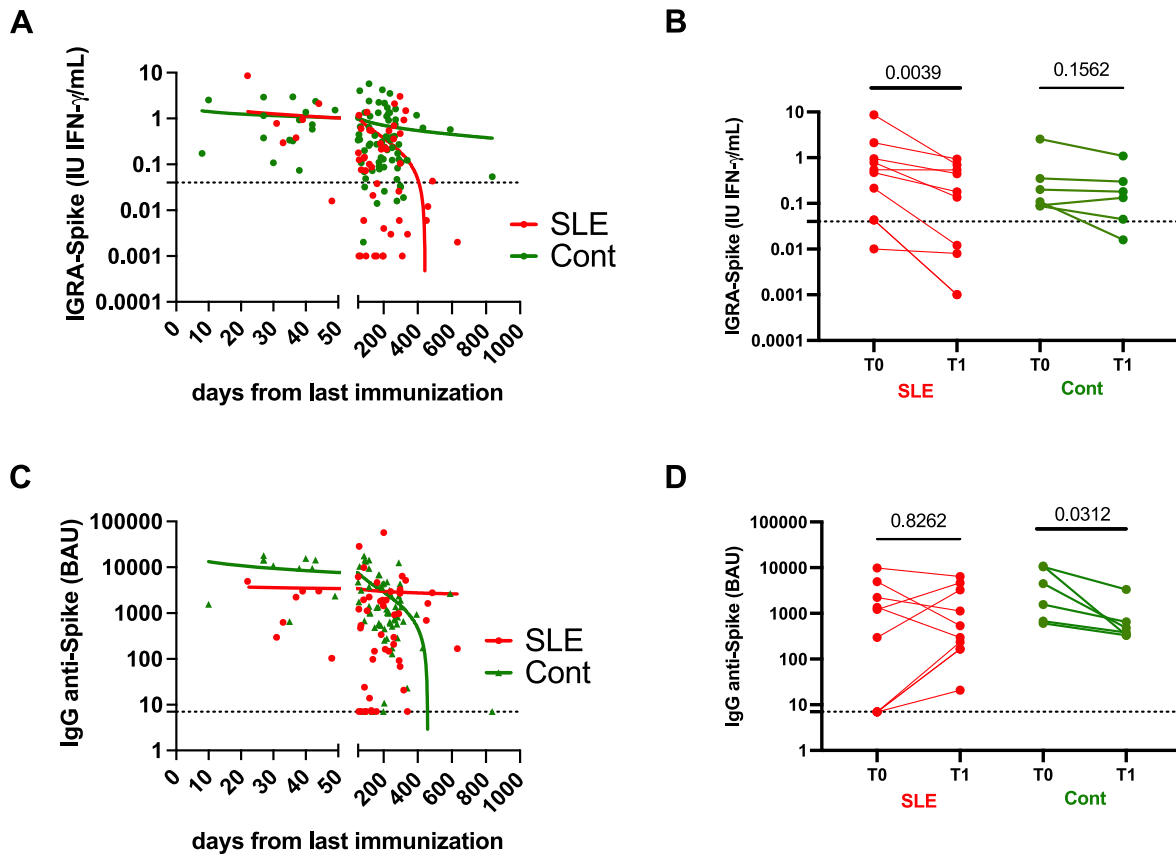 A
IGRA-Spike (IU IFN-γ/mL)
10
1
0.1
0.01
0.001
0.0001
0
10
20
30
40
50
200
400
600
800
1000
days from last immunization
SLE
Cont
B
IGRA-Spike (IU IFN-γ/mL)
10
1
0.1
0.01
0.001
0.0001
0.0039
0.1562
T0
T1
T0
T1
SLE
Cont
C
IgG anti-Spike (BAU)
100000
10000
1000
100
10
1
0
10
20
30
40
50
200
400
600
800
1000
days from last immunization
SLE
Cont
D
IgG anti-Spike (BAU)
100000
10000
1000
100
10
1
0.8262
0.0312
T0
T1
T0
T1
SLE
Cont